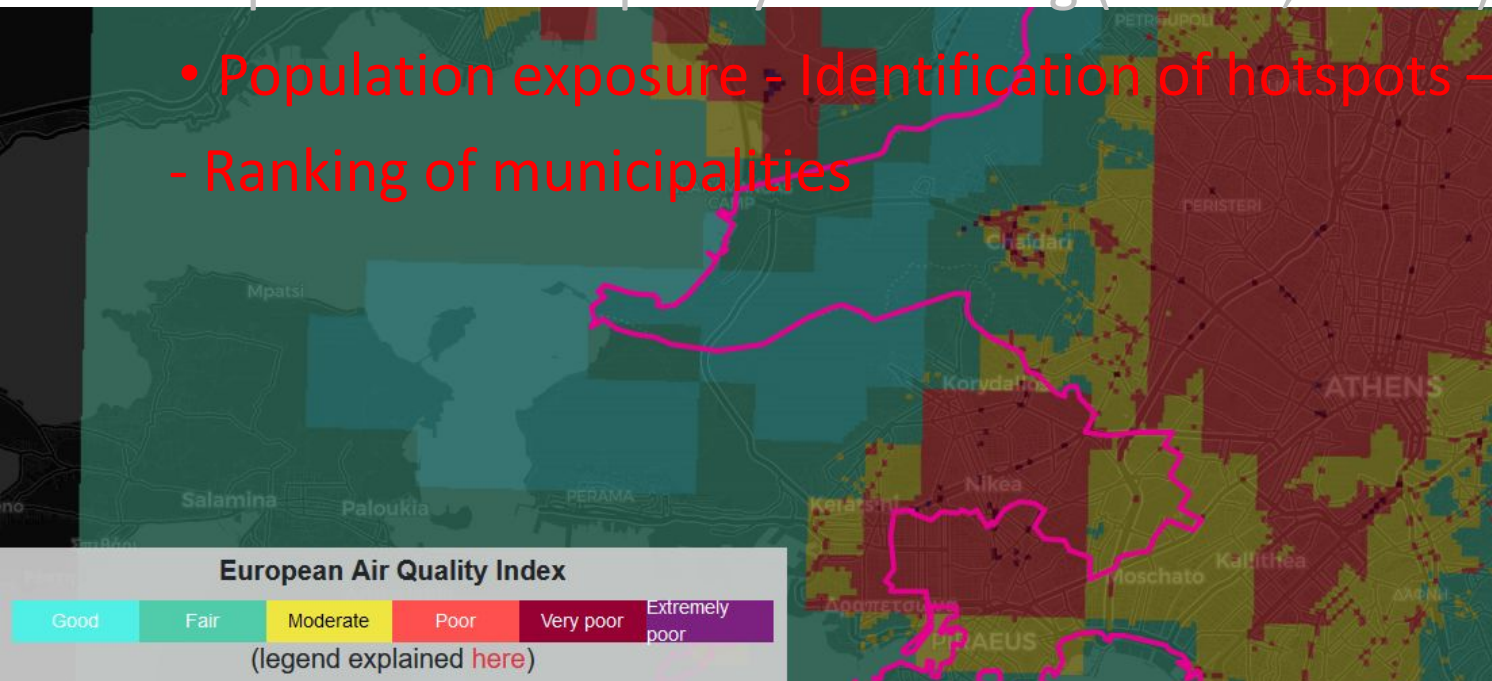 • Population exposure - Identification of hotspots –
- Ranking of municipalities
PETROUPOLI
CAMP
PERISTERI
Chaidari
Mpatsi
Korydallos
ATHENS
Nikea
Salamina
Paloukia
PERAMA
Keratsini
Kallithea
Moschato
Δραπετσώνα
ΔΑΦΝΗ
PIRAEUS
European Air Quality Index
Good Fair Moderate Poor Very poor Extremely poor
(legend explained here)